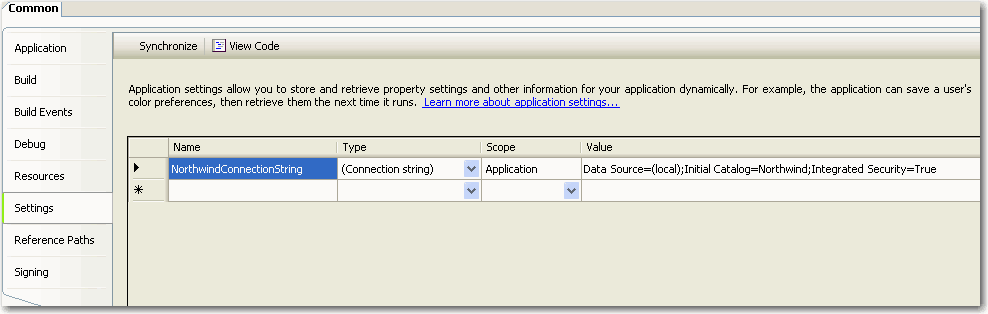 Common
Application
Build
Build Events
Debug
Resources
Settings
Reference Paths
Signing
Synchronize View Code
Application settings allow you to store and retrieve property settings and other information for your application dynamically. For example, the application can save a user's
color preferences, then retrieve them the next time it runs. Learn more about application settings...
Name Type Scope Value
NorthwindConnectionString (Connection string) Application Data Source=(local);Initial Catalog=Northwind;Integrated Security=True